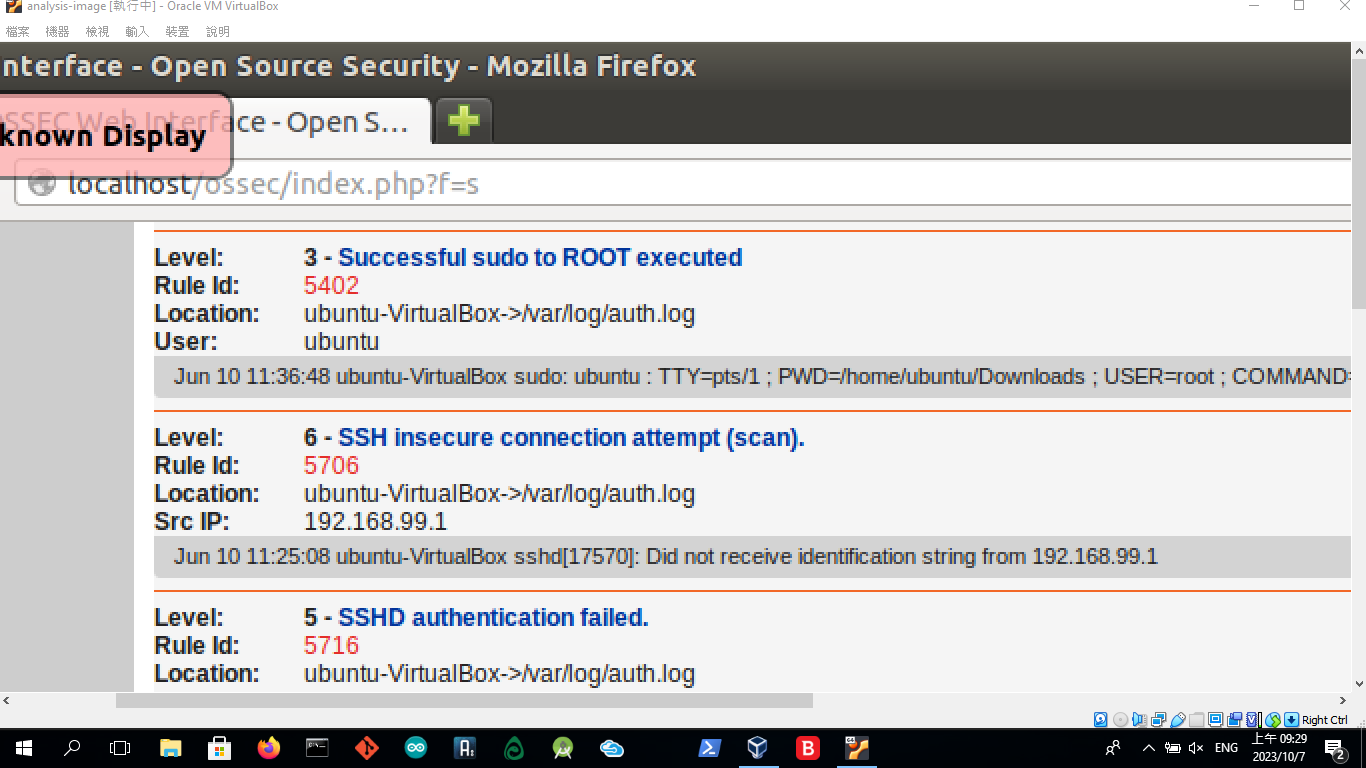 analysis-image [執行中] - Oracle VM VirtualBox
檔案 機器 檢視 輸入 裝置 說明
nterface - Open Source Security - Mozilla Firefox
OSSEC Web Interface - Open S...
known Display
localhost/ossec/index.php?f=s
Level: 3 - Successful sudo to ROOT executed
Rule Id: 5402
Location: ubuntu-VirtualBox->/var/log/auth.log
User: ubuntu
Jun 10 11:36:48 ubuntu-VirtualBox sudo: ubuntu : TTY=pts/1 ; PWD=/home/ubuntu/Downloads ; USER=root ; COMMAND=
Level: 6 - SSH insecure connection attempt (scan).
Rule Id: 5706
Location: ubuntu-VirtualBox->/var/log/auth.log
Src IP: 192.168.99.1
Jun 10 11:25:08 ubuntu-VirtualBox sshd[17570]: Did not receive identification string from 192.168.99.1
Level: 5 - SSHD authentication failed.
Rule Id: 5716
Location: ubuntu-VirtualBox->/var/log/auth.log
Right Ctrl
ENG
上午 09:29
2023/10/7
2